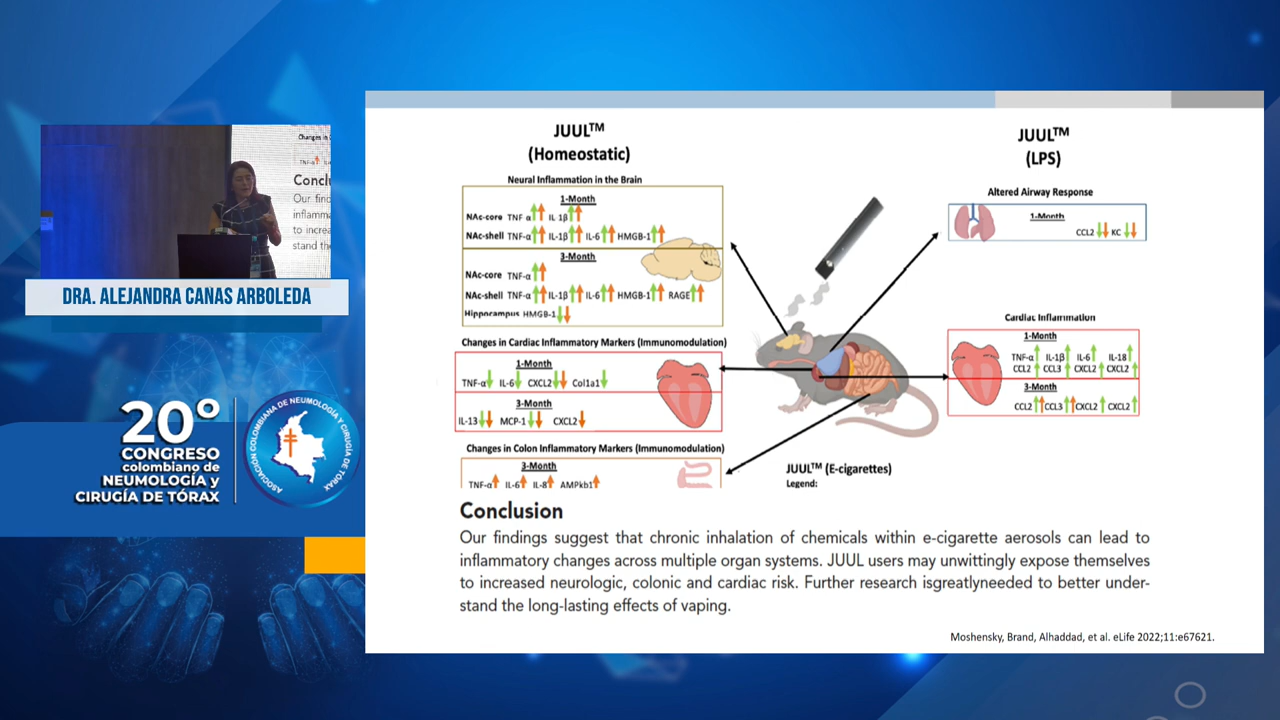 JUUL™
(Homeostatic)
Neural Inflammation in the Brain
1-Month
NAc-core TNF α IL-1β
NAc-shell TNF-α IL-1β IL-6 HMGB-1
3-Month
NAc-core TNF-α
NAc-shell TNF-α IL-1β IL-6 HMGB-1 RAGE
Hippocampus HMGB-1
Changes in Cardiac Inflammatory Markers (Immunomodulation)
1-Month
TNF-α IL-6 CXCL2 Col1a1
3-Month
IL-13 MCP-1 CXCL2
Changes in Colon Inflammatory Markers (Immunomodulation)
3-Month
TNF-α IL-6 IL-8 AMPkb1
JUUL™
(LPS)
Altered Airway Response
1-Month
CCL2 KC
Cardiac Inflammation
1-Month
TNF-α IL-1β IL-6 IL-18
CCL2 CCL3 CXCL2 CXCL2
3-Month
CCL2 CCL3 CXCL2 CXCL2
JUUL™ (E-cigarettes)
Legend:
Conclusion
Our findings suggest that chronic inhalation of chemicals within e-cigarette aerosols can lead to
inflammatory changes across multiple organ systems. JUUL users may unwittingly expose themselves
to increased neurologic, colonic and cardiac risk. Further research isgreatlyneeded to better under-
stand the long-lasting effects of vaping.
Moshensky, Brand, Alhaddad, et al. eLife 2022;11:e67621.
Changes in
TNF-α
Conclu
Our find
inflamma
to increa
stand the
DRA. ALEJANDRA CANAS ARBOLEDA
20º
CONGRESO
colombiano de
NEUMOLOGÍA y
CIRUGÍA DE TÓRAX
ASOCIACIÓN COLOMBIANA DE NEUMOLOGÍA Y CIRUGÍA DE TÓRAX